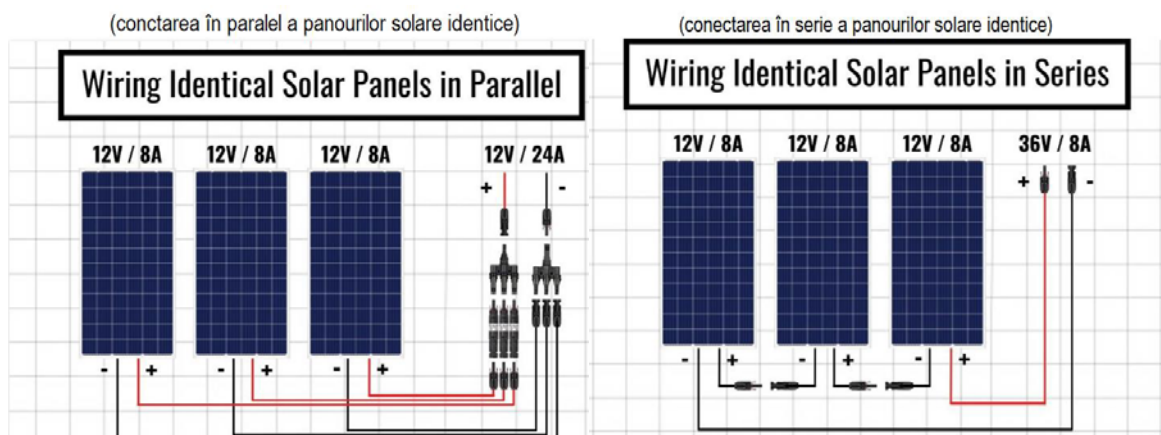 (conctarea în paralel a panourilor solare identice)
Wiring Identical Solar Panels in Parallel
12V / 8A 12V / 8A 12V / 8A 12V / 24A
+ -
- + - + - +
(conectarea în serie a panourilor solare identice)
Wiring Identical Solar Panels in Series
12V / 8A 12V / 8A 12V / 8A 36V / 8A
+ -
- + - + - +